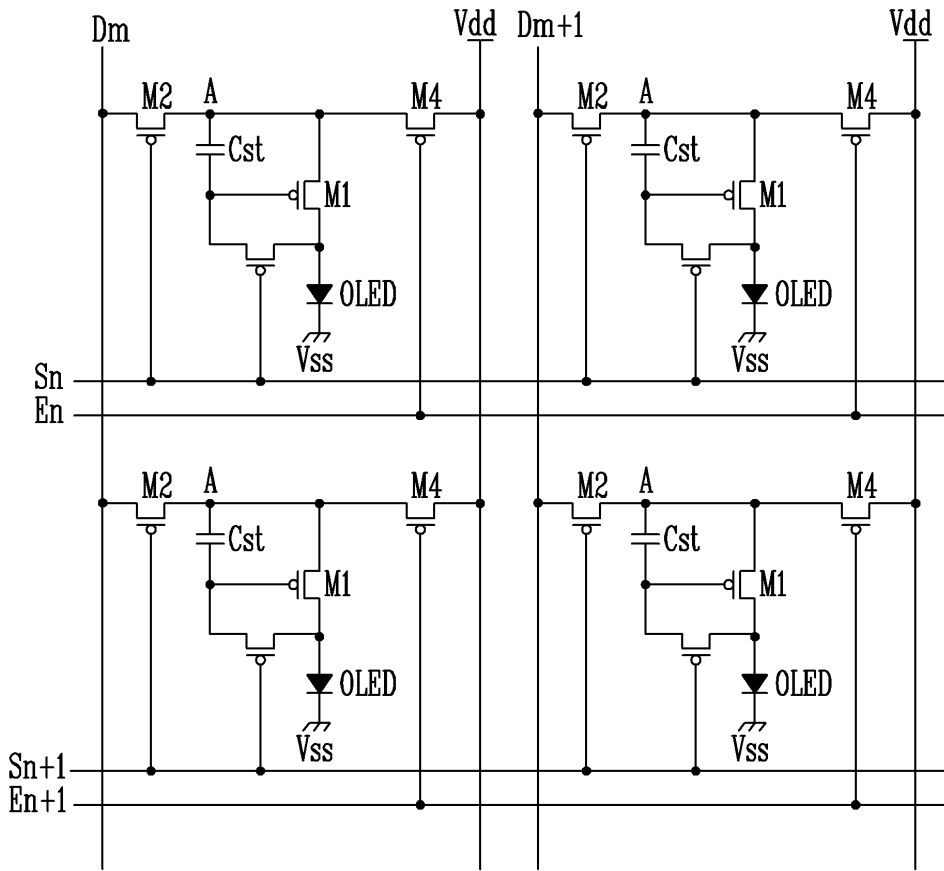 Dm Vdd Dm+1 Vdd
M2 A M4 M2 A M4
Cst Cst
M1 M1
OLED OLED
Vss Vss
Sn
En
M2 A M4 M2 A M4
Cst Cst
M1 M1
OLED OLED
Vss Vss
Sn+1
En+1